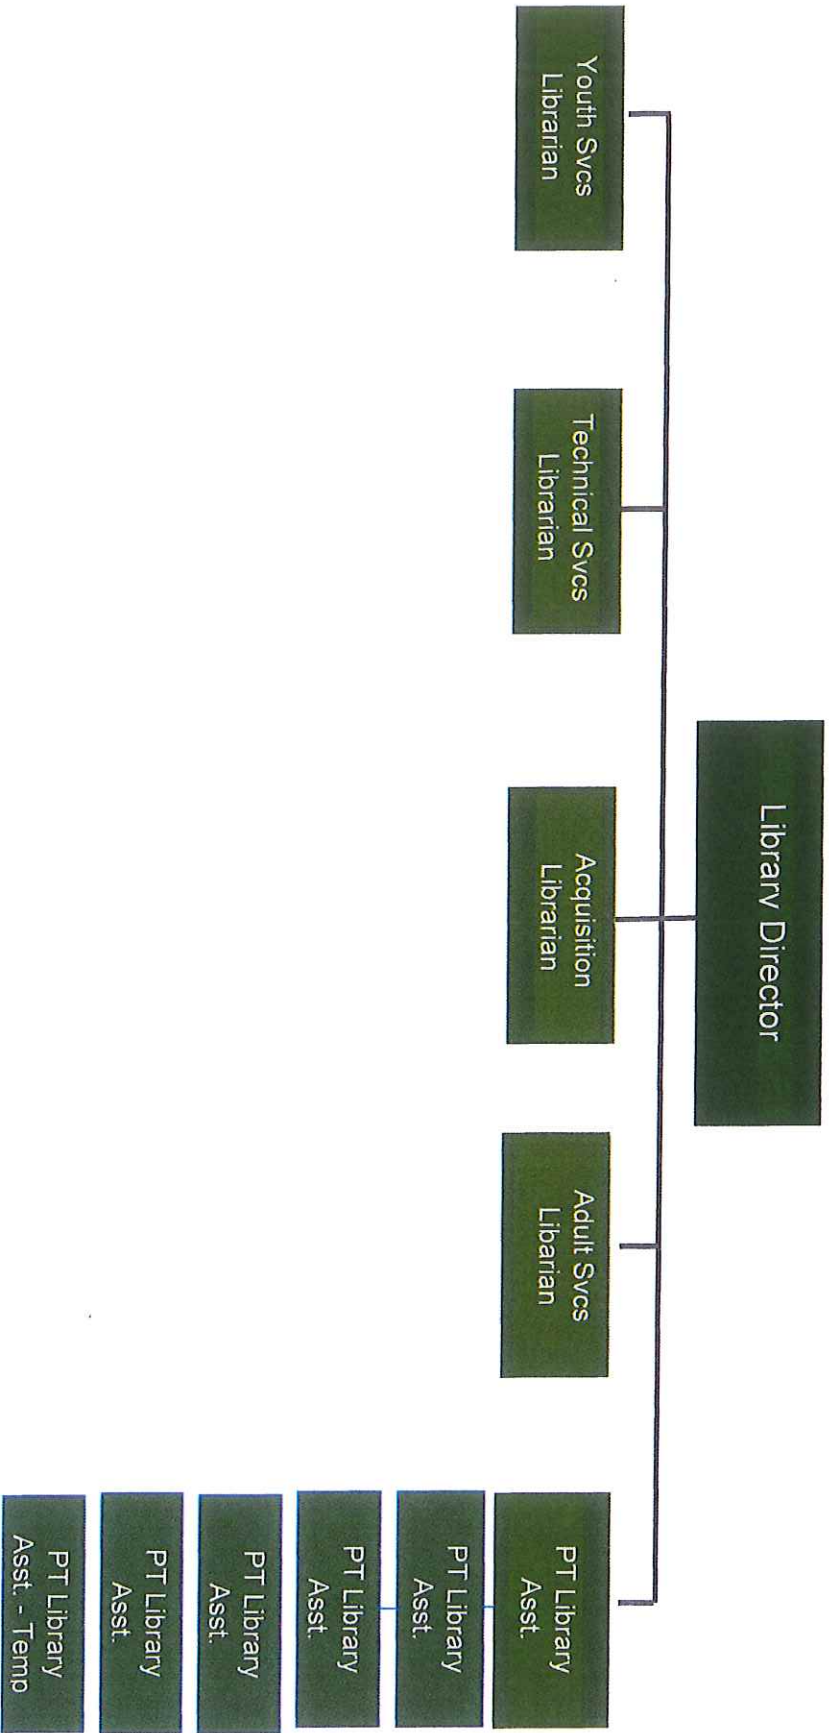 Library Director
Youth Svcs
Librarian
Technical Svcs
Librarian
Acquisition
Librarian
Adult Svcs
Libarian
PT Library
Asst.
PT Library
Asst.
PT Library
Asst.
PT Library
Asst.
PT Library
Asst.
PT Library
Asst. - Temp